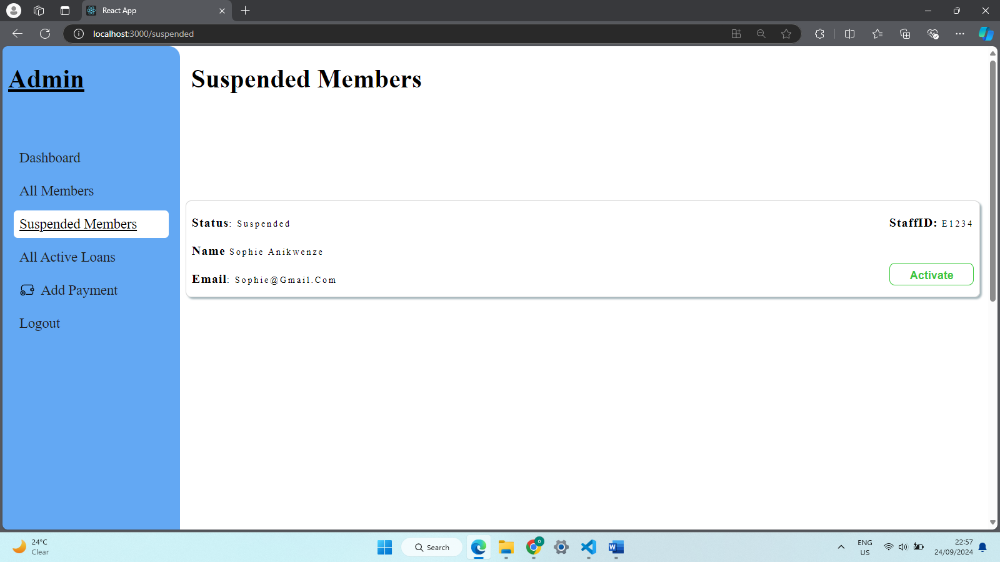 React App
localhost:3000/suspended
Admin
Suspended Members
Dashboard
All Members
Suspended Members
All Active Loans
Add Payment
Logout
Status: Suspended
StaffID: E1234
Name Sophie Anikwenze
Email: Sophie@Gmail.Com
Activate
24°C
Clear
Search
ENG
US
22:57
24/09/2024